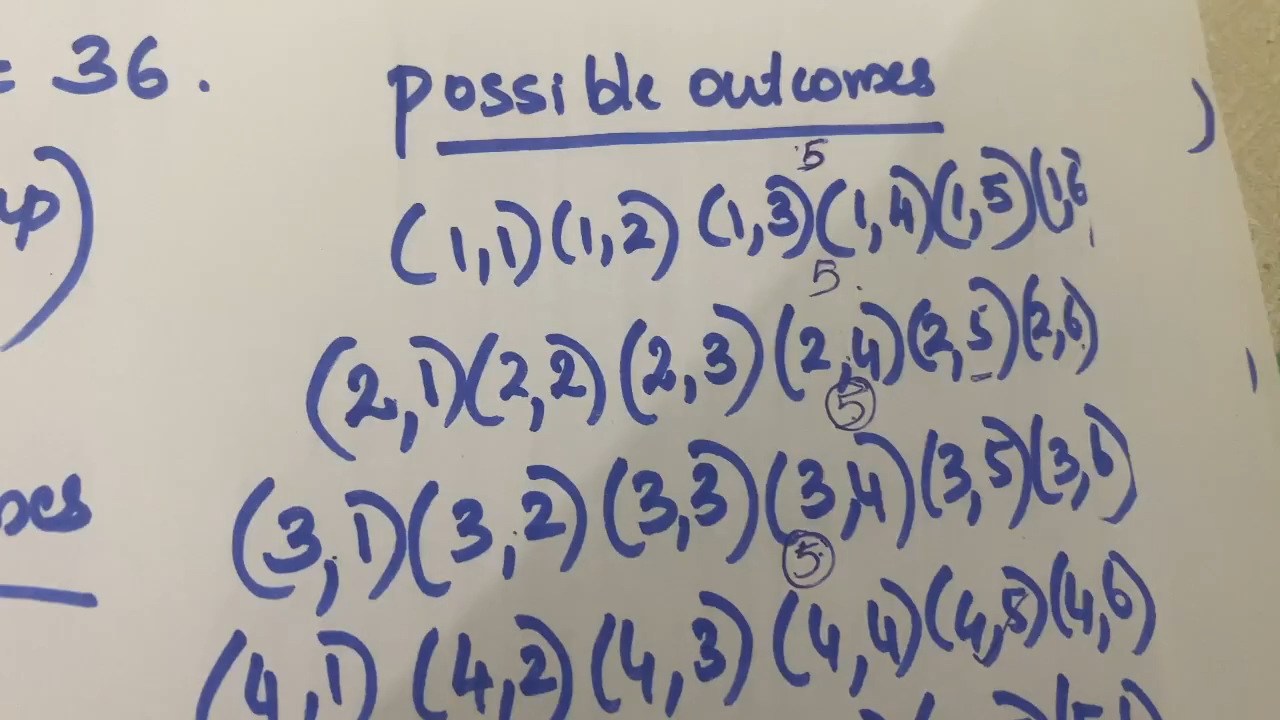 = 36.
Possible outcomes
)
up)
5
(1,1) (1,2) (1,3) (1,4) (1,5) (1,6
5
(2,1) (2,2) (2,3) (2,4) (2,5) (2,6)
5
(3,1) (3,2) (3,3) (3,4) (3,5) (3,6)
mes
5
(4,1) (4,2) (4,3) (4,4) (4,5) (4,6)